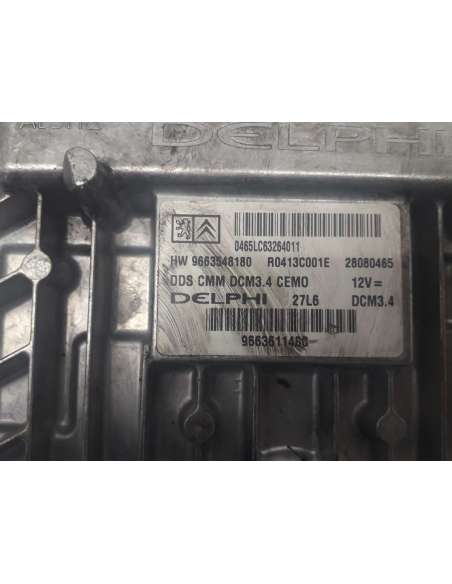 DELPHI
0465LC63264011
HW 9663548180 R0413C001E 28080465
DDS CMM DCM3.4 CEMO 12V=
DELPHI 27L6 DCM3.4
9663611480